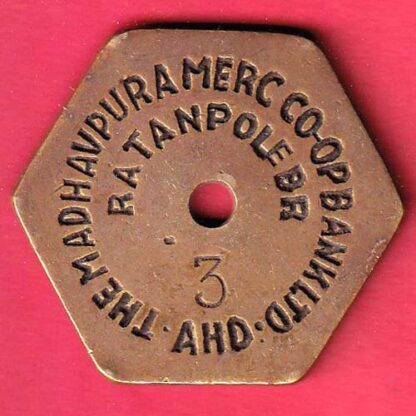 THE MADHAVPURA MERC CO-OP BANK LTD.
RATANPOLE BR
3
· AHD ·